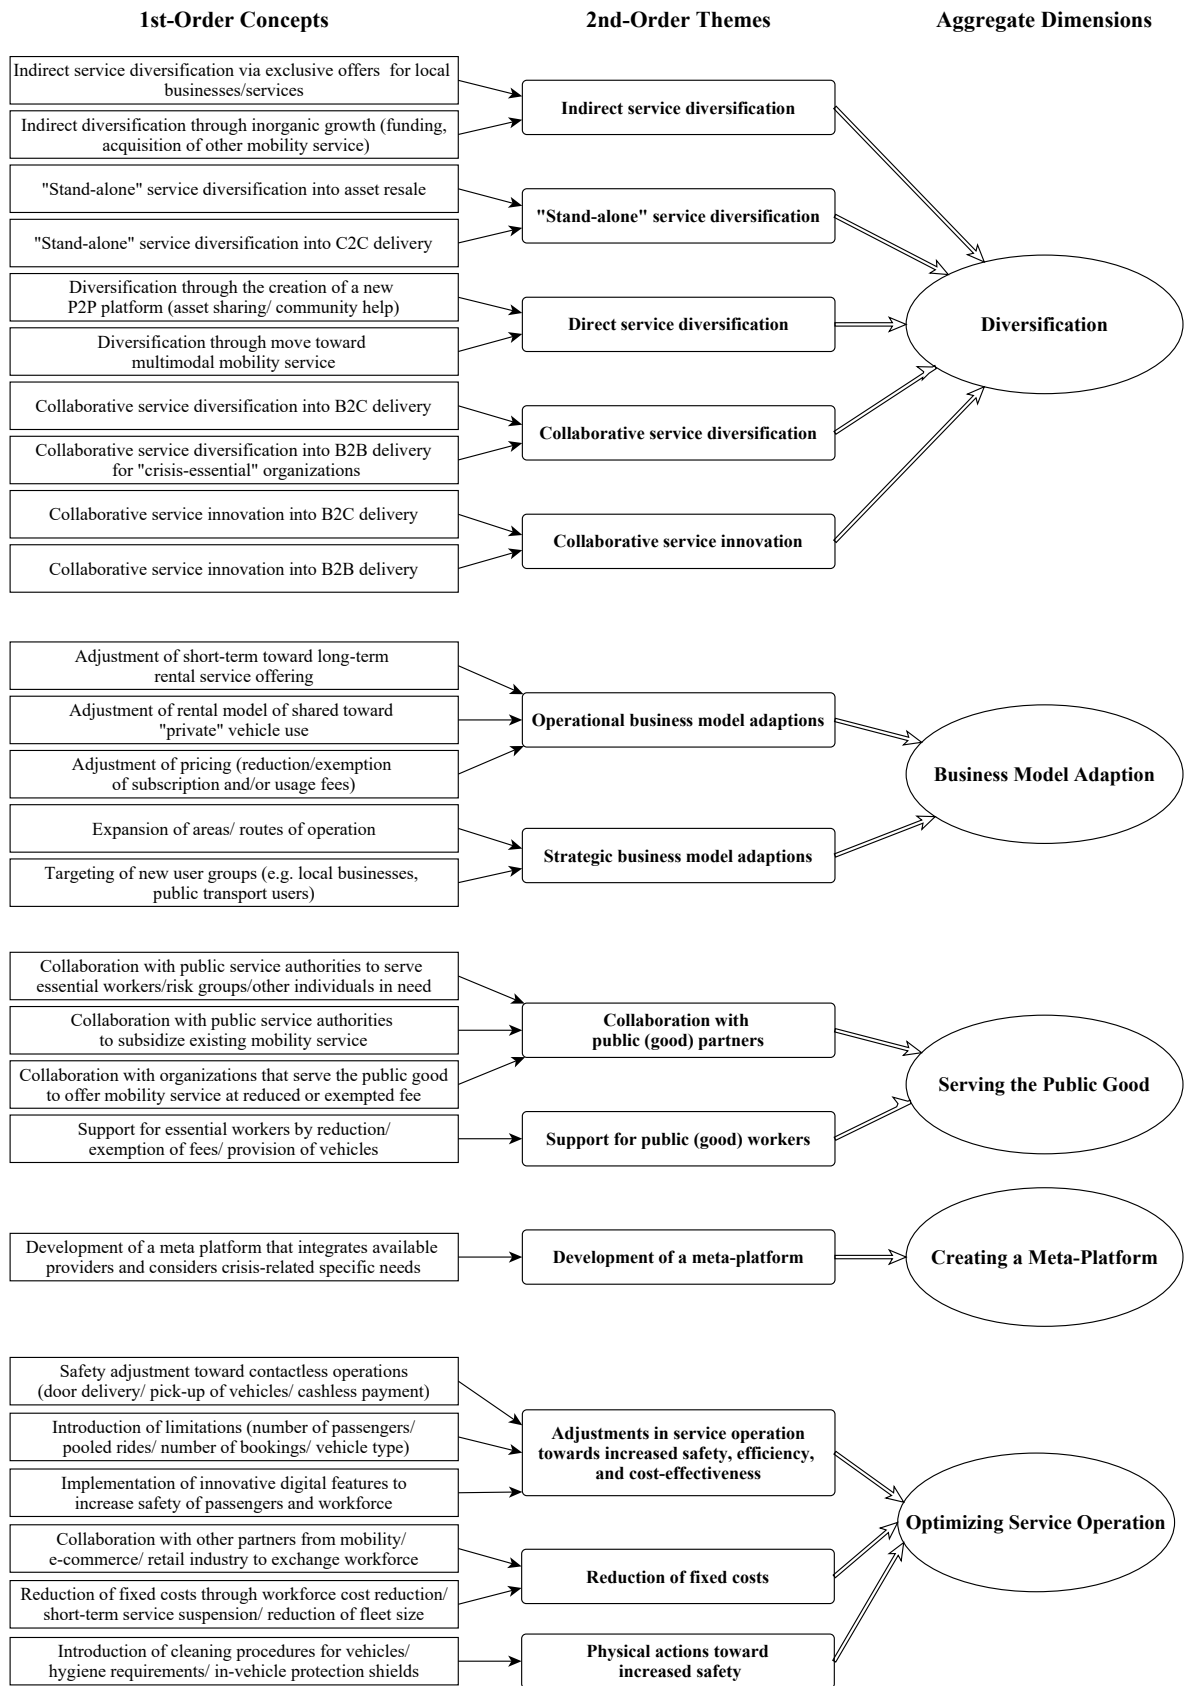 1st-Order Concepts
2nd-Order Themes
Aggregate Dimensions
Indirect service diversification via exclusive offers for local
businesses/services
Indirect diversification through inorganic growth (funding,
acquisition of other mobility service)
Indirect service diversification
"Stand-alone" service diversification into asset resale
"Stand-alone" service diversification into C2C delivery
"Stand-alone" service diversification
Diversification through the creation of a new
P2P platform (asset sharing/ community help)
Diversification through move toward
multimodal mobility service
Direct service diversification
Collaborative service diversification into B2C delivery
Collaborative service diversification into B2B delivery
for "crisis-essential" organizations
Collaborative service diversification
Collaborative service innovation into B2C delivery
Collaborative service innovation into B2B delivery
Collaborative service innovation
Diversification
Adjustment of short-term toward long-term
rental service offering
Adjustment of rental model of shared toward
"private" vehicle use
Adjustment of pricing (reduction/exemption
of subscription and/or usage fees)
Operational business model adaptions
Expansion of areas/ routes of operation
Targeting of new user groups (e.g. local businesses,
public transport users)
Strategic business model adaptions
Business Model Adaption
Collaboration with public service authorities to serve
essential workers/risk groups/other individuals in need
Collaboration with public service authorities
to subsidize existing mobility service
Collaboration with organizations that serve the public good
to offer mobility service at reduced or exempted fee
Collaboration with
public (good) partners
Support for essential workers by reduction/
exemption of fees/ provision of vehicles
Support for public (good) workers
Serving the Public Good
Development of a meta platform that integrates available
providers and considers crisis-related specific needs
Development of a meta-platform
Creating a Meta-Platform
Safety adjustment toward contactless operations
(door delivery/ pick-up of vehicles/ cashless payment)
Introduction of limitations (number of passengers/
pooled rides/ number of bookings/ vehicle type)
Implementation of innovative digital features to
increase safety of passengers and workforce
Adjustments in service operation
towards increased safety, efficiency,
and cost-effectiveness
Collaboration with other partners from mobility/
e-commerce/ retail industry to exchange workforce
Reduction of fixed costs through workforce cost reduction/
short-term service suspension/ reduction of fleet size
Reduction of fixed costs
Introduction of cleaning procedures for vehicles/
hygiene requirements/ in-vehicle protection shields
Physical actions toward
increased safety
Optimizing Service Operation